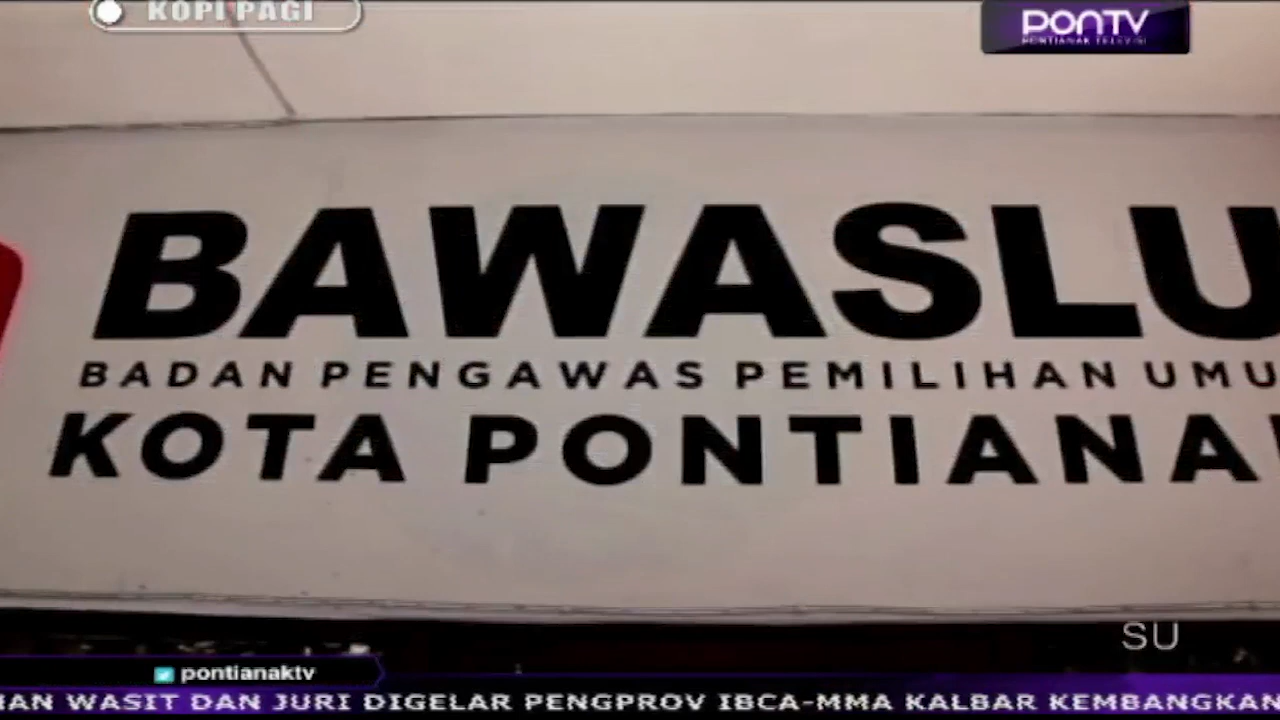 KOPI PAGI
PONTV
PONTIANAK TELEVISI
BAWASLU
BADAN PENGAWAS PEMILIHAN UMU
KOTA PONTIANA
SU
pontianaktv
WASIT DAN JURI DIGELAR PENGPROV IBCA-MMA KALBAR KEMBANGKAN